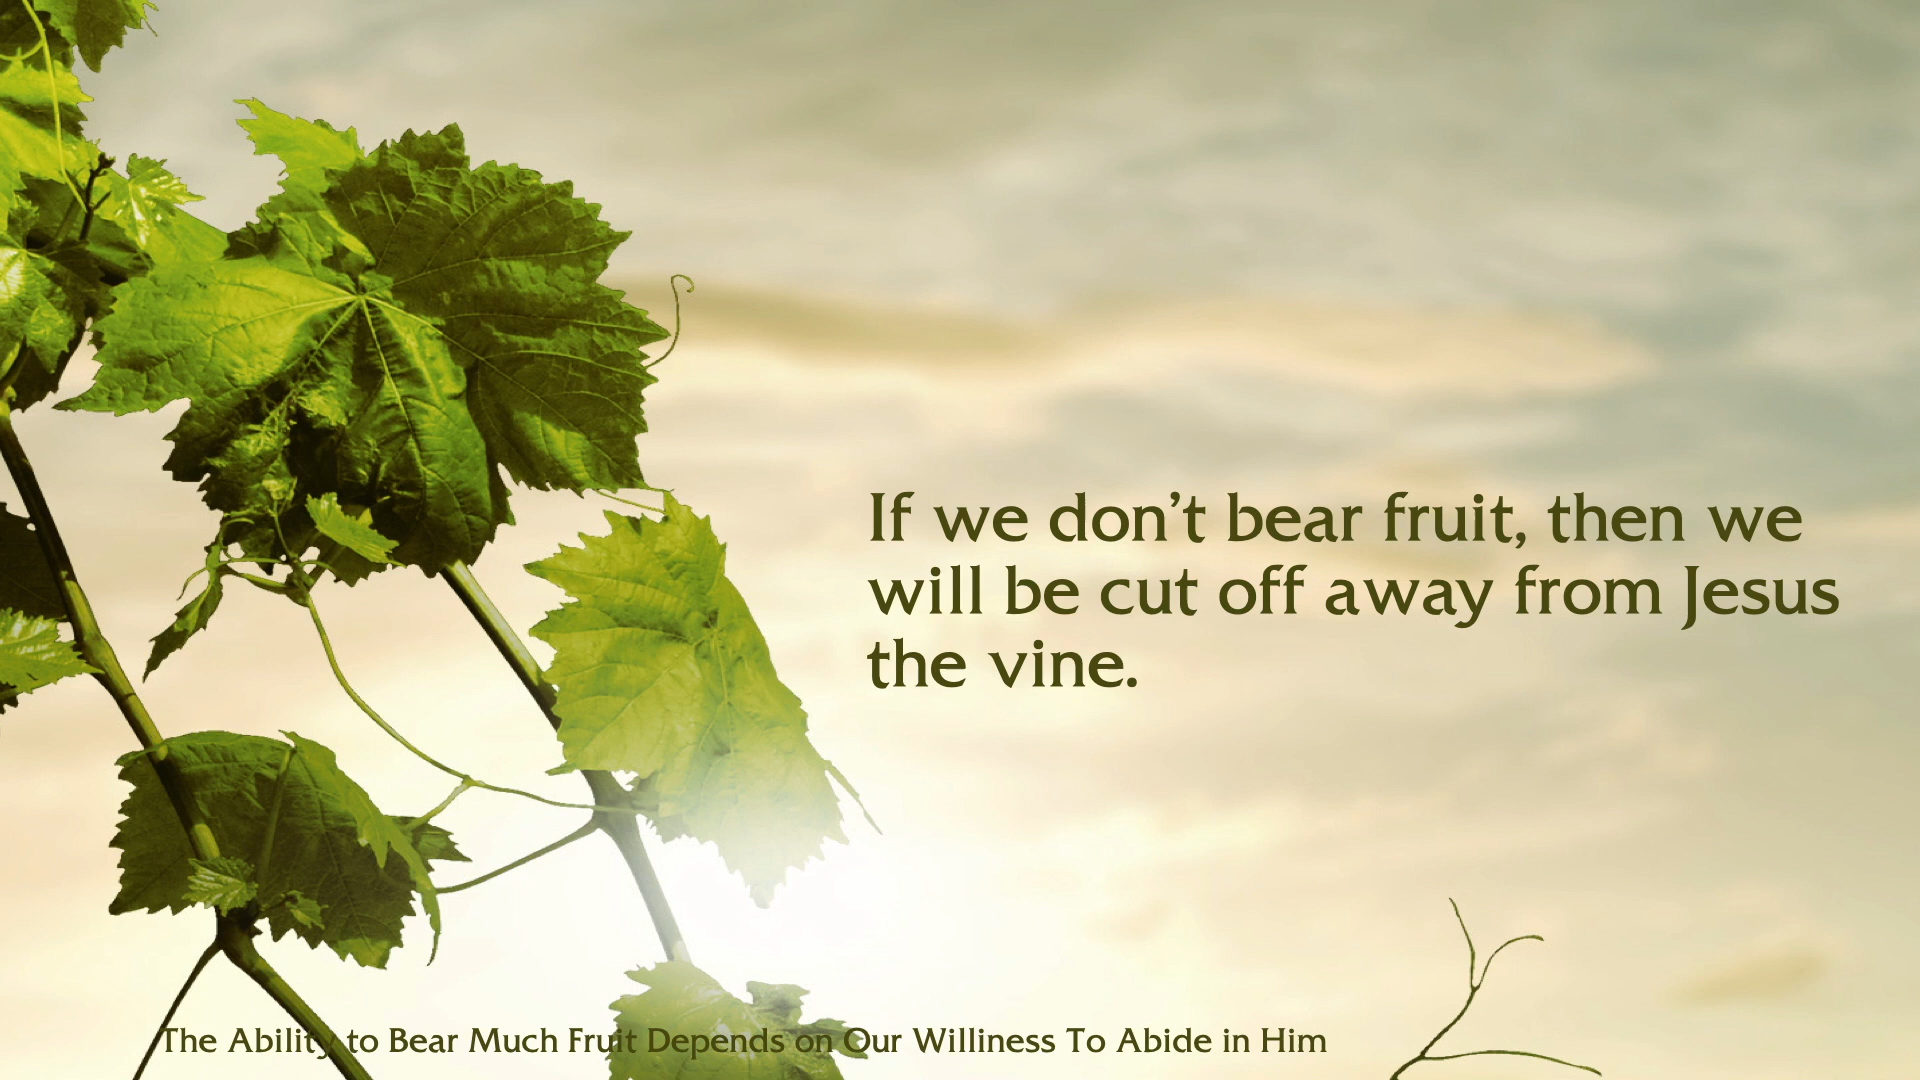 If we don’t bear fruit, then we
will be cut off away from Jesus
the vine.
The Ability to Bear Much Fruit Depends on Our Williness To Abide in Him